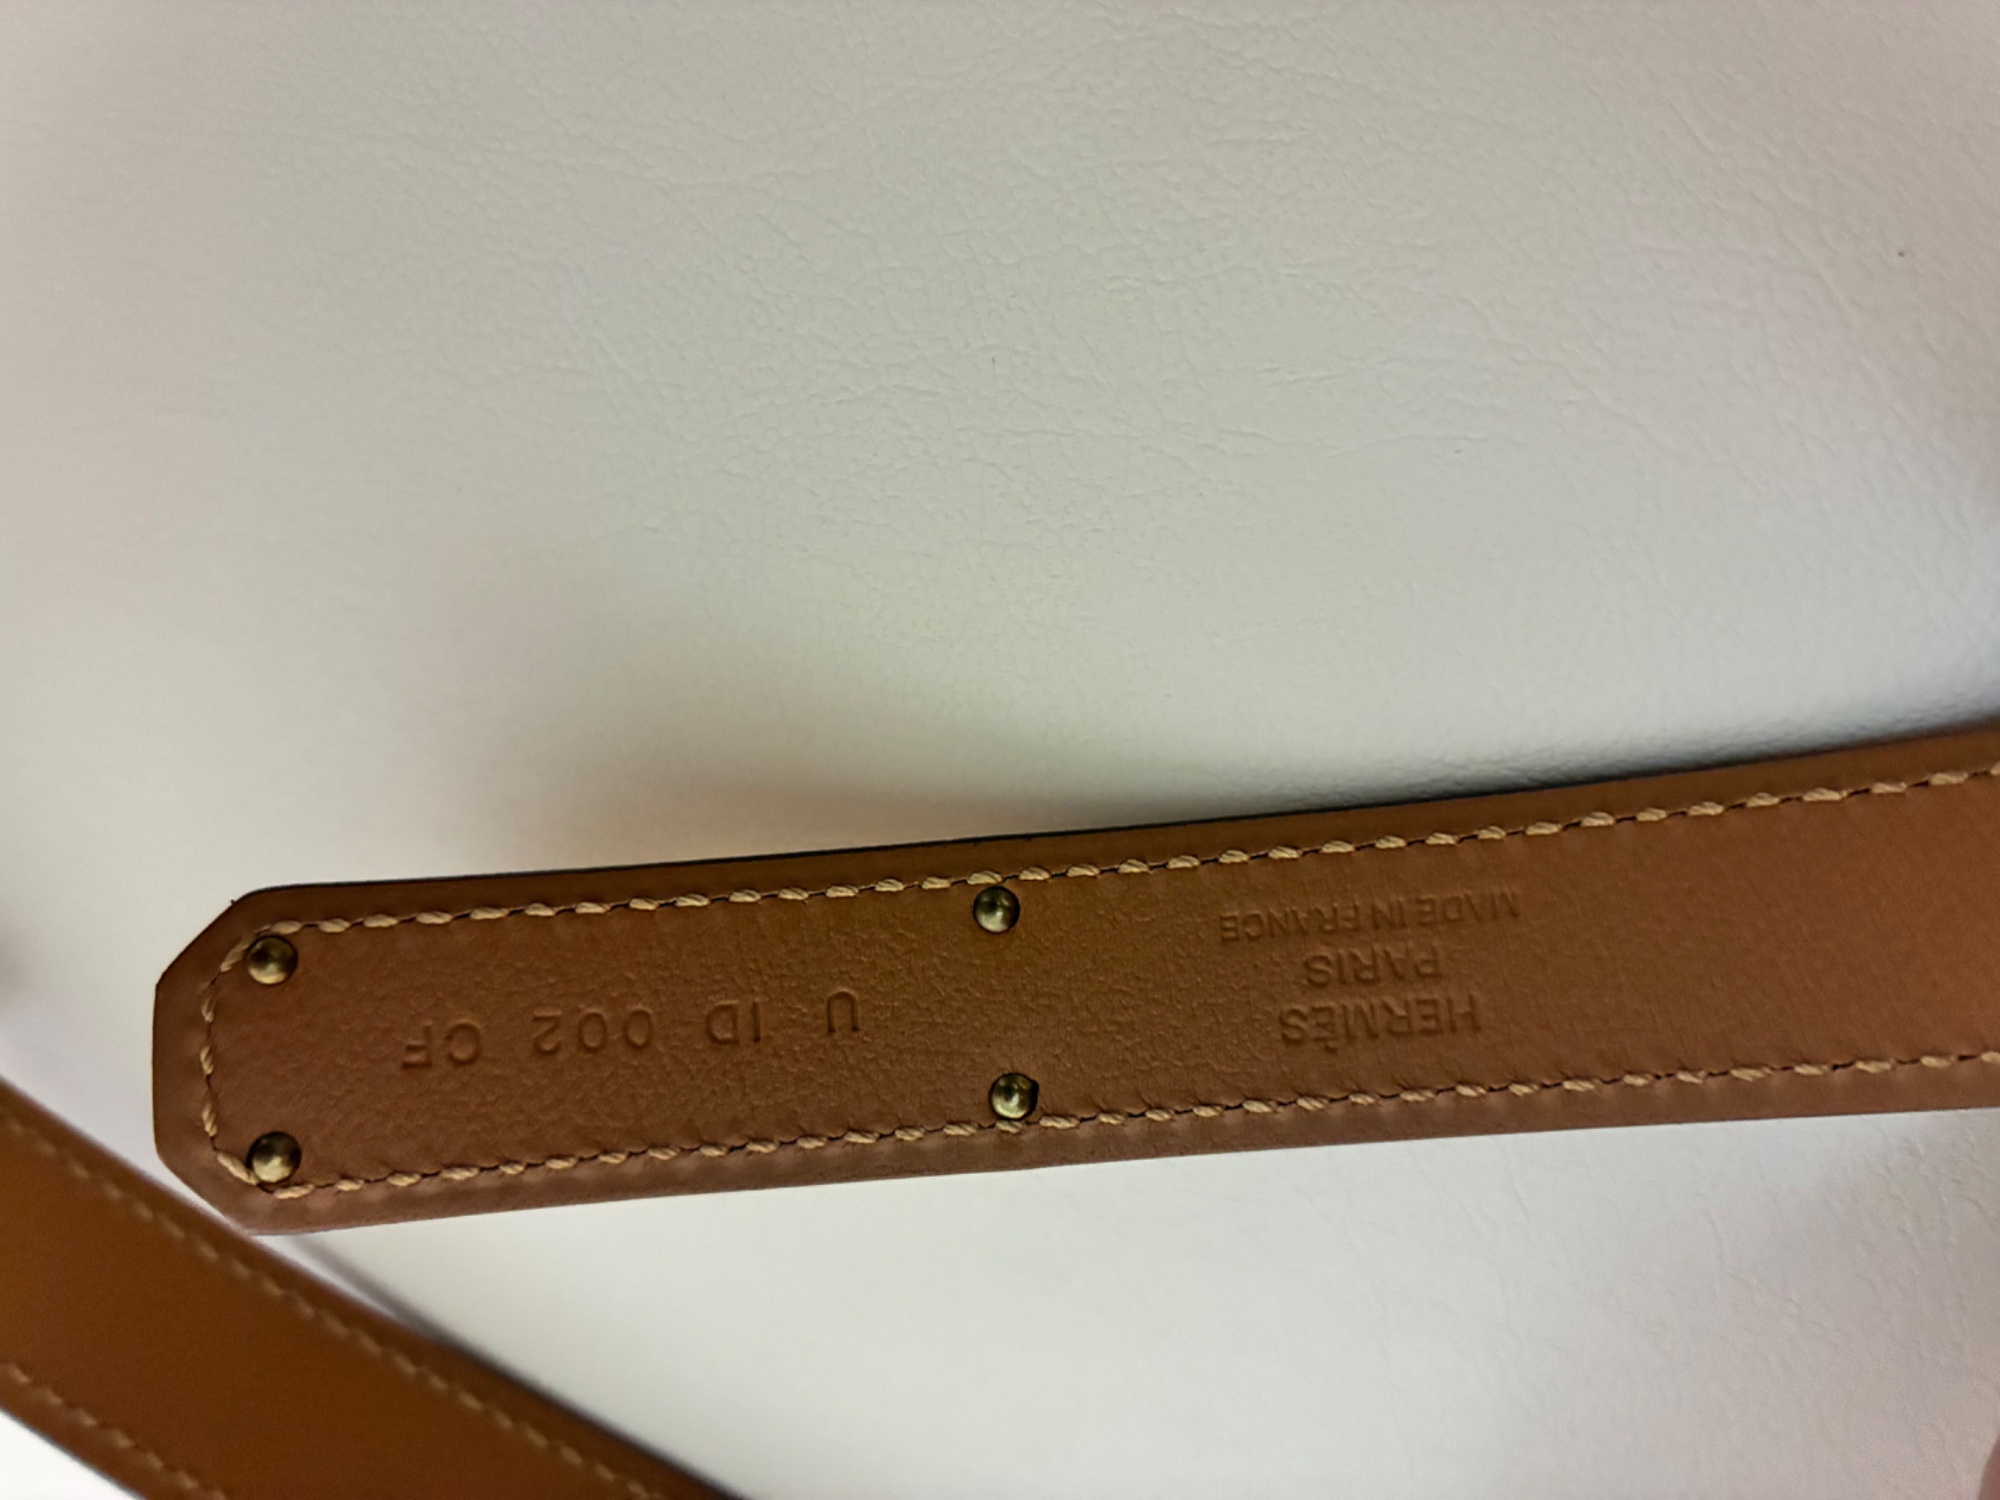 HERMÈS
PARIS
MADE IN FRANCE
U ID 002 CF